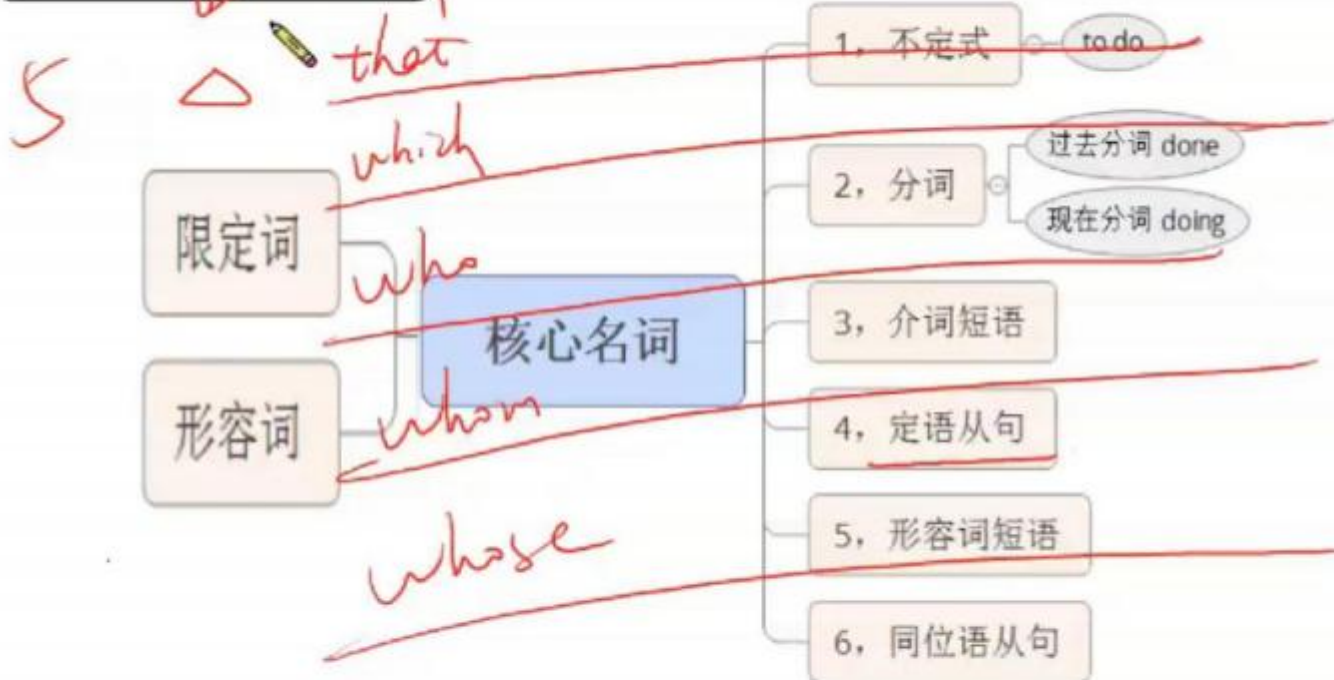 5
that
which
who
whom
whose
限定词
形容词
核心名词
1，不定式
to do
2，分词
过去分词 done
现在分词 doing
3，介词短语
4，定语从句
5，形容词短语
6，同位语从句